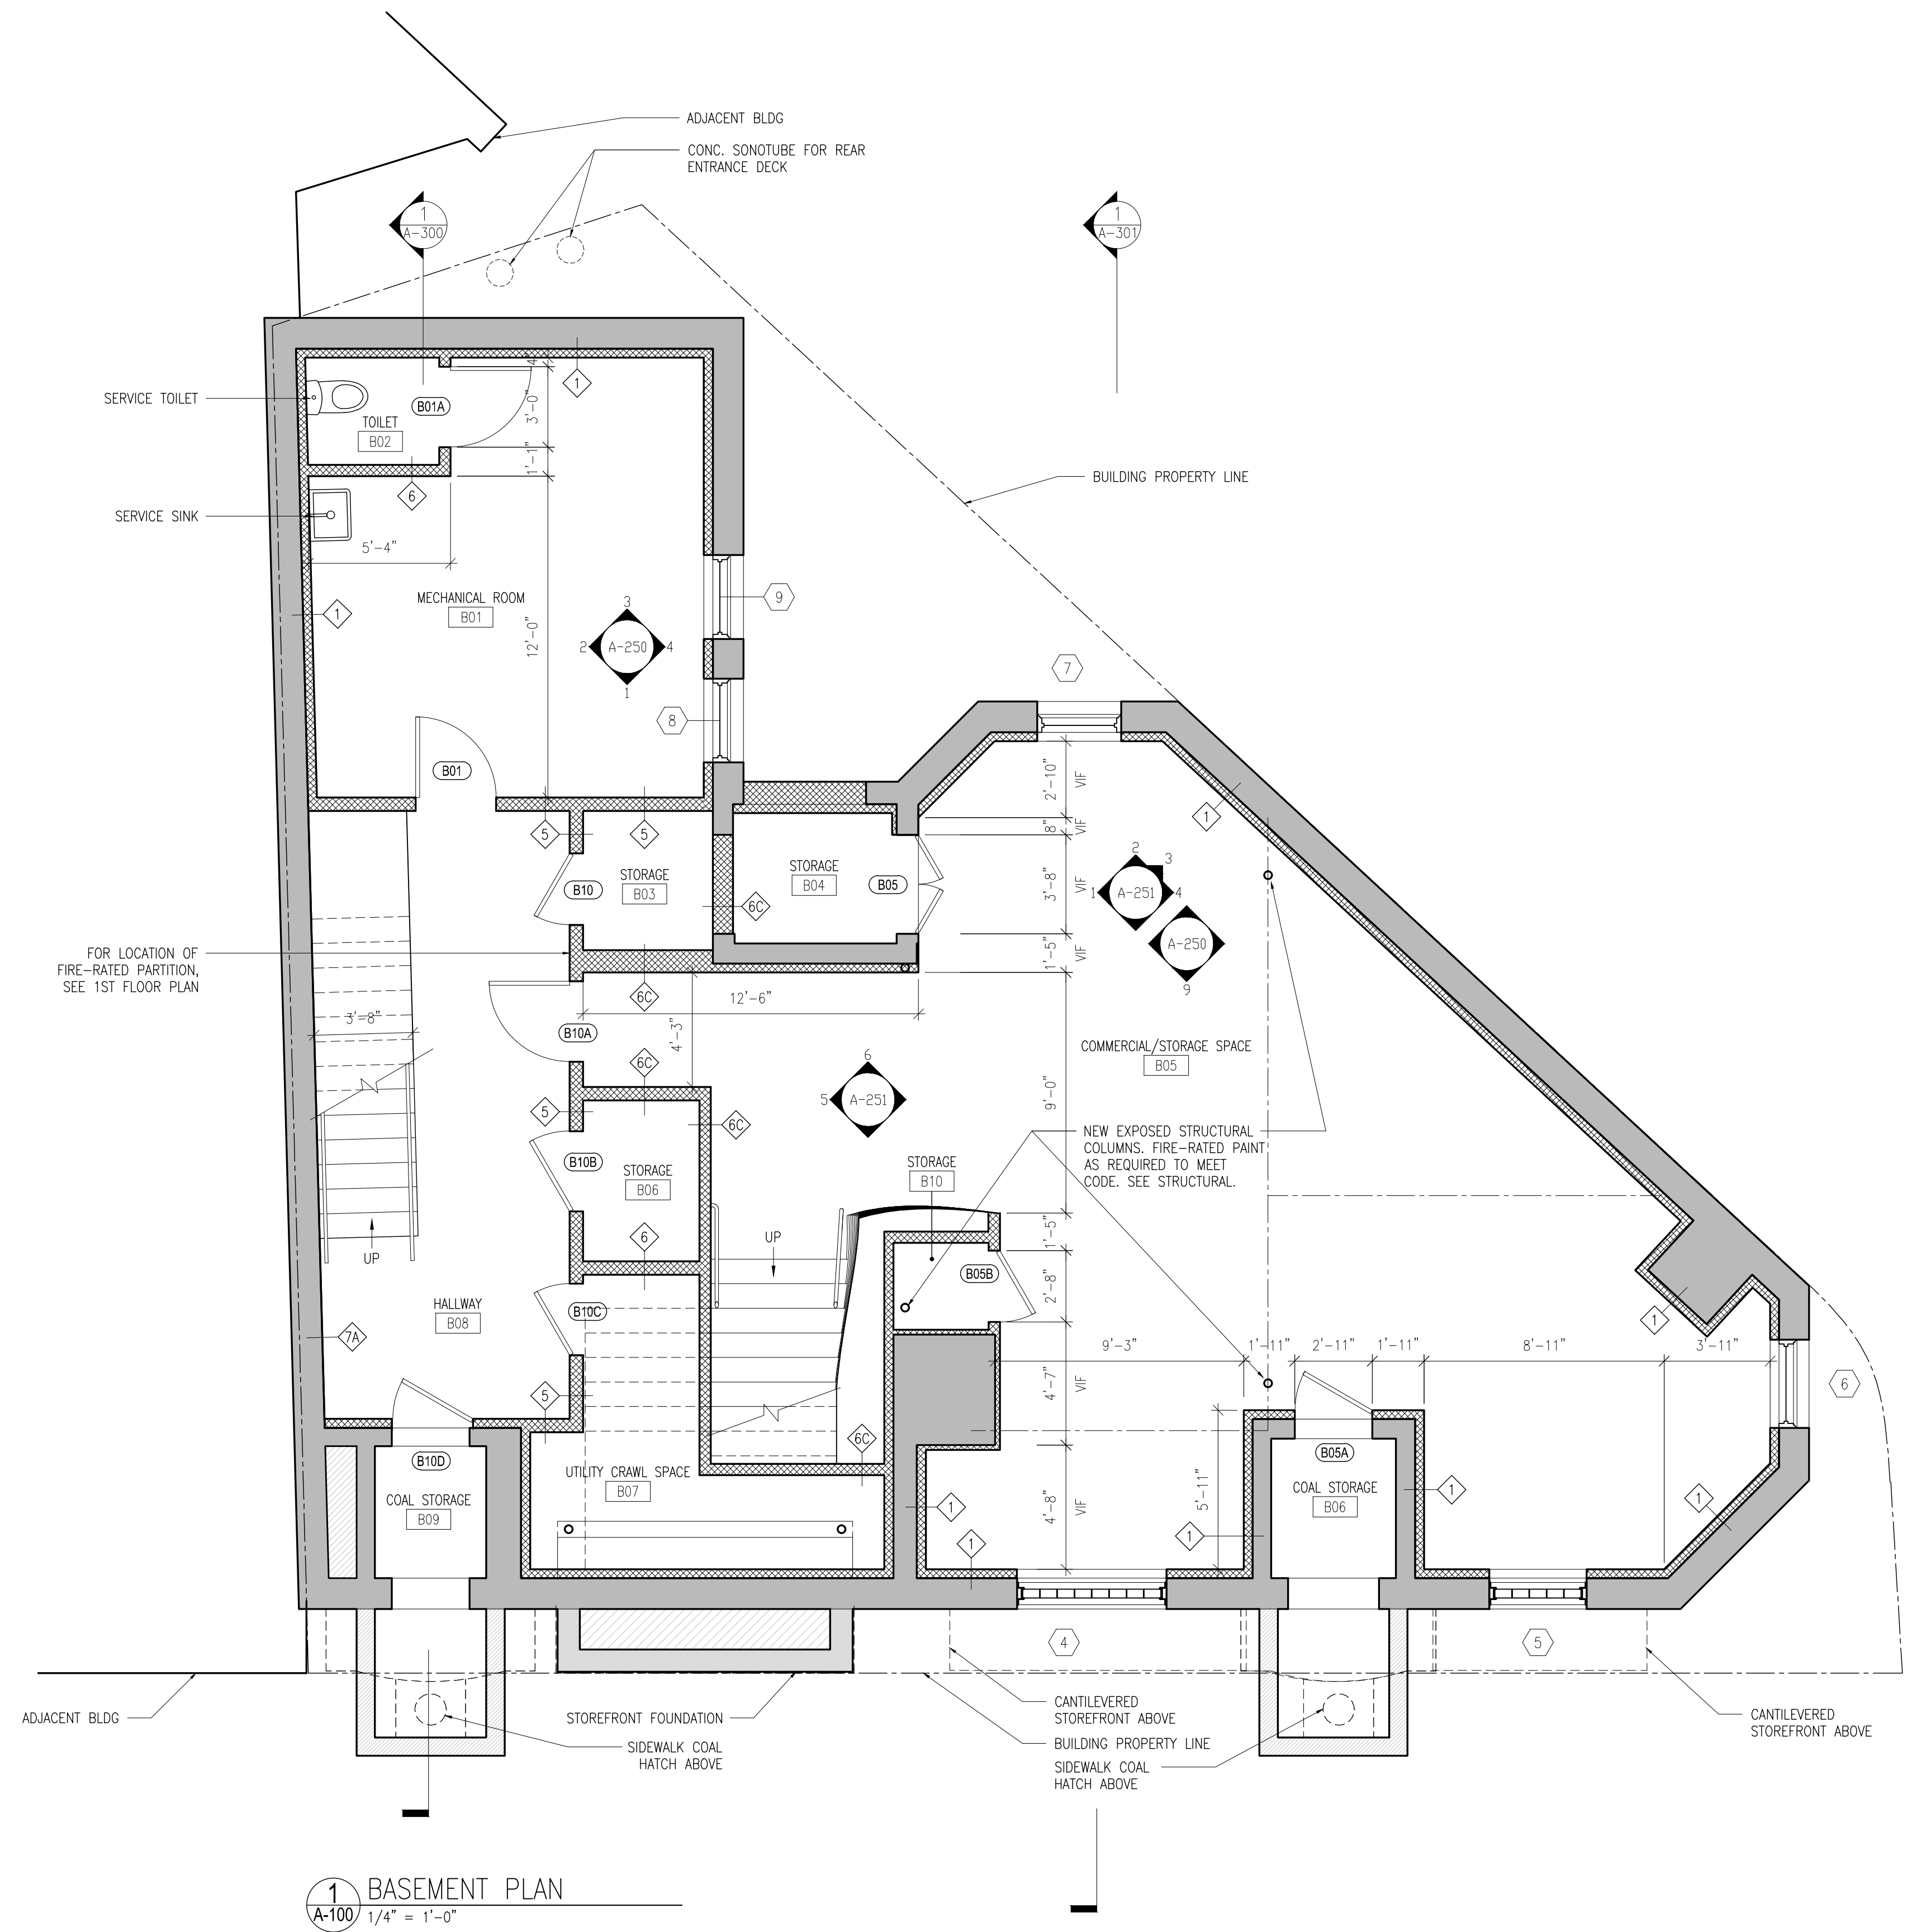 ADJACENT BLDG
CONC. SONOTUBE FOR REAR
ENTRANCE DECK
1
A-300
1
A-301
4"
1
SERVICE TOILET
B01A
3'-0"
TOILET
B02
1'-1"
BUILDING PROPERTY LINE
6
SERVICE SINK
5'-4"
MECHANICAL ROOM
B01
9
3
2
A-250
4
1
1
12'-0"
7
8
B01
2'-10"
VIF
1
5
5
8"
VIF
STORAGE
B03
B10
STORAGE
B04
B05
3'-8"
VIF
2
3
1
A-251
4
6C
A-250
9
FOR LOCATION OF
FIRE-RATED PARTITION,
SEE 1ST FLOOR PLAN
1'-5"
VIF
6C
12'-6"
3'-8"
B10A
4'-3"
6C
COMMERCIAL/STORAGE SPACE
B05
6
5
A-251
9'-0"
5
6C
NEW EXPOSED STRUCTURAL
COLUMNS. FIRE-RATED PAINT
AS REQUIRED TO MEET
CODE. SEE STRUCTURAL.
B10B
STORAGE
B06
STORAGE
B10
6
UP
UP
1'-5"
B05B
2'-8"
HALLWAY
B08
B10C
7A
1
9'-3"
1'-11"
2'-11"
1'-11"
8'-11"
3'-11"
4'-7"
VIF
6
5
6C
B10D
B05A
UTILITY CRAWL SPACE
B07
COAL STORAGE
B09
COAL STORAGE
B06
4'-8"
VIF
5'-11"
1
1
1
1
1
4
5
ADJACENT BLDG
STOREFRONT FOUNDATION
SIDEWALK COAL
HATCH ABOVE
CANTILEVERED
STOREFRONT ABOVE
BUILDING PROPERTY LINE
SIDEWALK COAL
HATCH ABOVE
CANTILEVERED
STOREFRONT ABOVE
1
A-100
BASEMENT PLAN
1/4" = 1'-0"